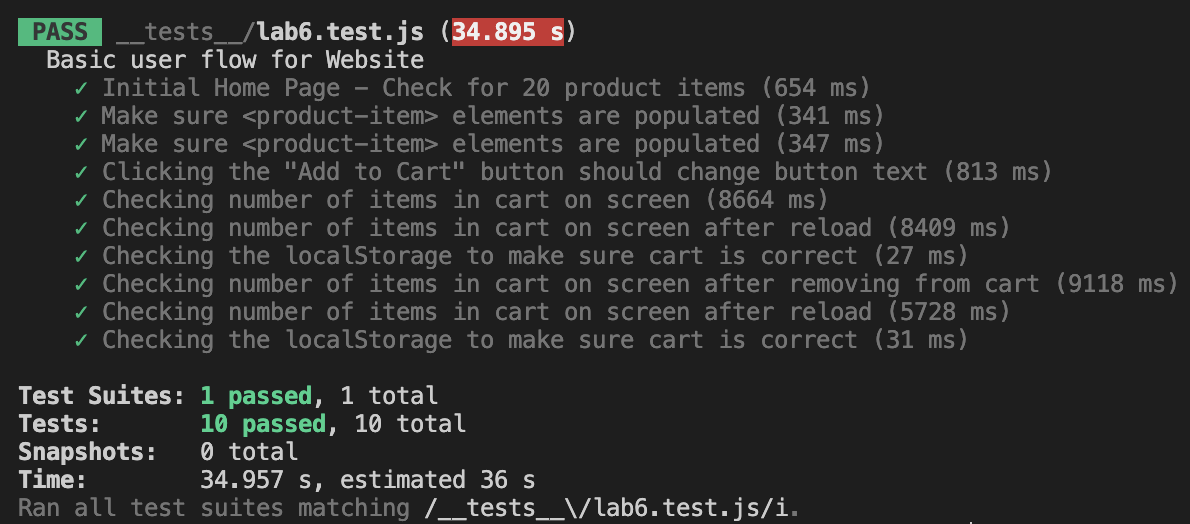 PASS __tests__/lab6.test.js (34.895 s)
Basic user flow for Website
✓ Initial Home Page – Check for 20 product items (654 ms)
✓ Make sure <product-item> elements are populated (341 ms)
✓ Make sure <product-item> elements are populated (347 ms)
✓ Clicking the "Add to Cart" button should change button text (813 ms)
✓ Checking number of items in cart on screen (8664 ms)
✓ Checking number of items in cart on screen after reload (8409 ms)
✓ Checking the localStorage to make sure cart is correct (27 ms)
✓ Checking number of items in cart on screen after removing from cart (9118 ms)
✓ Checking number of items in cart on screen after reload (5728 ms)
✓ Checking the localStorage to make sure cart is correct (31 ms)
Test Suites: 1 passed, 1 total
Tests: 10 passed, 10 total
Snapshots: 0 total
Time: 34.957 s, estimated 36 s
Ran all test suites matching /__tests__\/lab6.test.js/i.